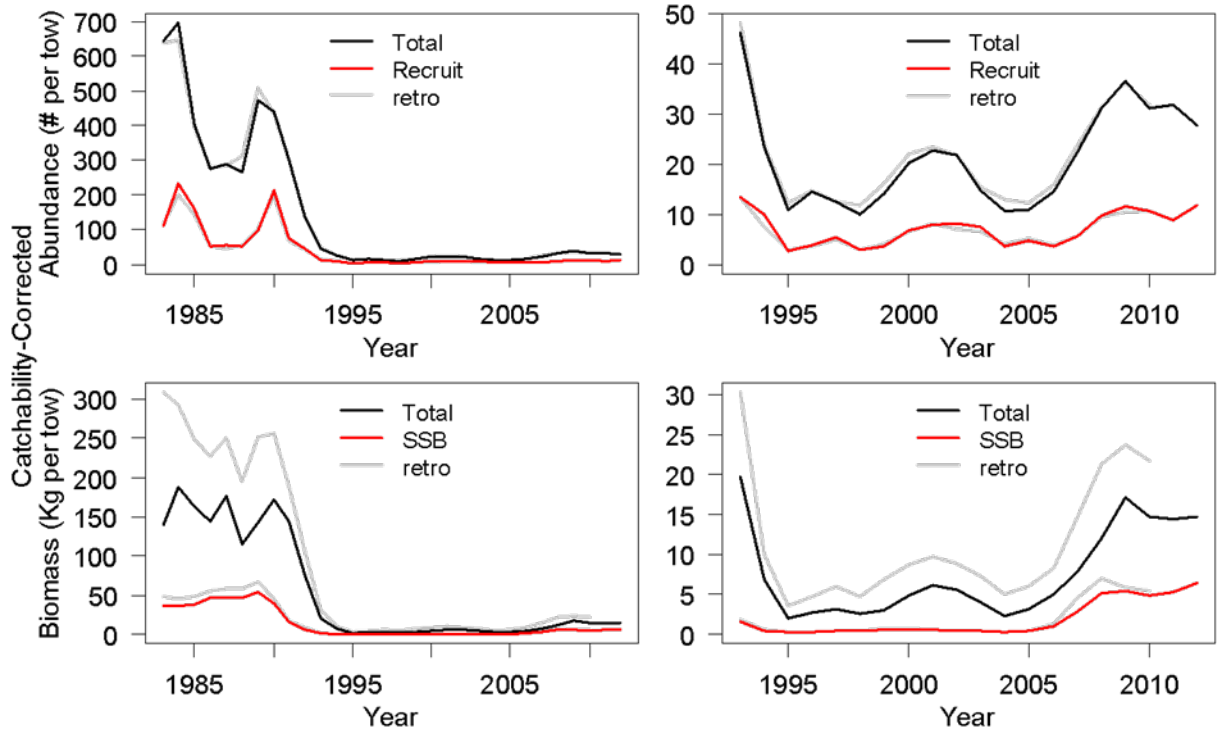 Catchability-Corrected
Abundance (# per tow)
700
600
500
400
300
200
100
0
Total
Recruit
retro
1985
1995
2005
Year
50
40
30
20
10
0
Total
Recruit
retro
1995
2000
2005
2010
Year
Biomass (Kg per tow)
300
250
200
150
100
50
0
Total
SSB
retro
1985
1995
2005
Year
30
25
20
15
10
5
0
Total
SSB
retro
1995
2000
2005
2010
Year